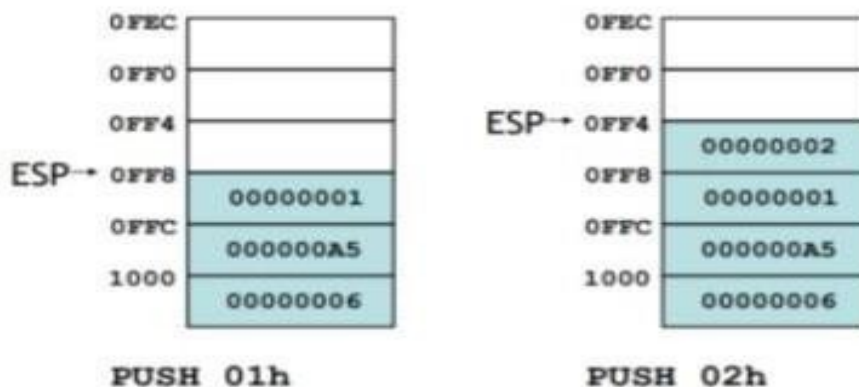 0FEC
0FF0
0FF4
ESP→ 0FF8
00000001
0FFC
000000A5
1000
00000006
PUSH 01h
0FEC
0FF0
ESP→ 0FF4
00000002
0FF8
00000001
0FFC
000000A5
1000
00000006
PUSH 02h